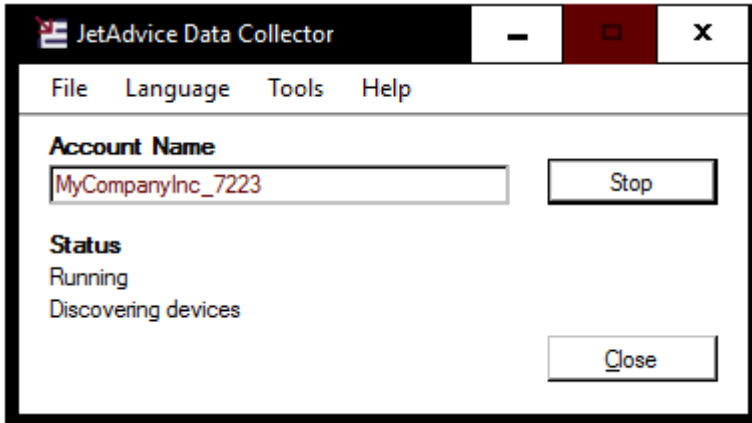 JetAdvice Data Collector
File Language Tools Help
Account Name
MyCompanyInc_7223
Stop
Status
Running
Discovering devices
Close